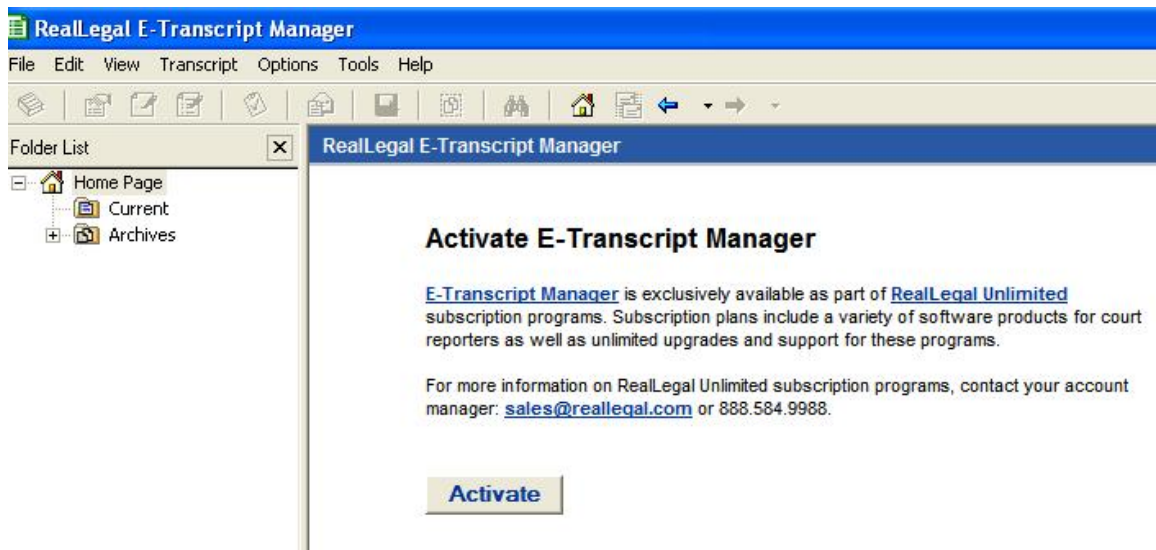 RealLegal E-Transcript Manager
File Edit View Transcript Options Tools Help
Folder List
Home Page
Current
Archives
RealLegal E-Transcript Manager
Activate E-Transcript Manager
E-Transcript Manager is exclusively available as part of RealLegal Unlimited
subscription programs. Subscription plans include a variety of software products for court
reporters as well as unlimited upgrades and support for these programs.
For more information on RealLegal Unlimited subscription programs, contact your account
manager: sales@reallegal.com or 888.584.9988.
Activate